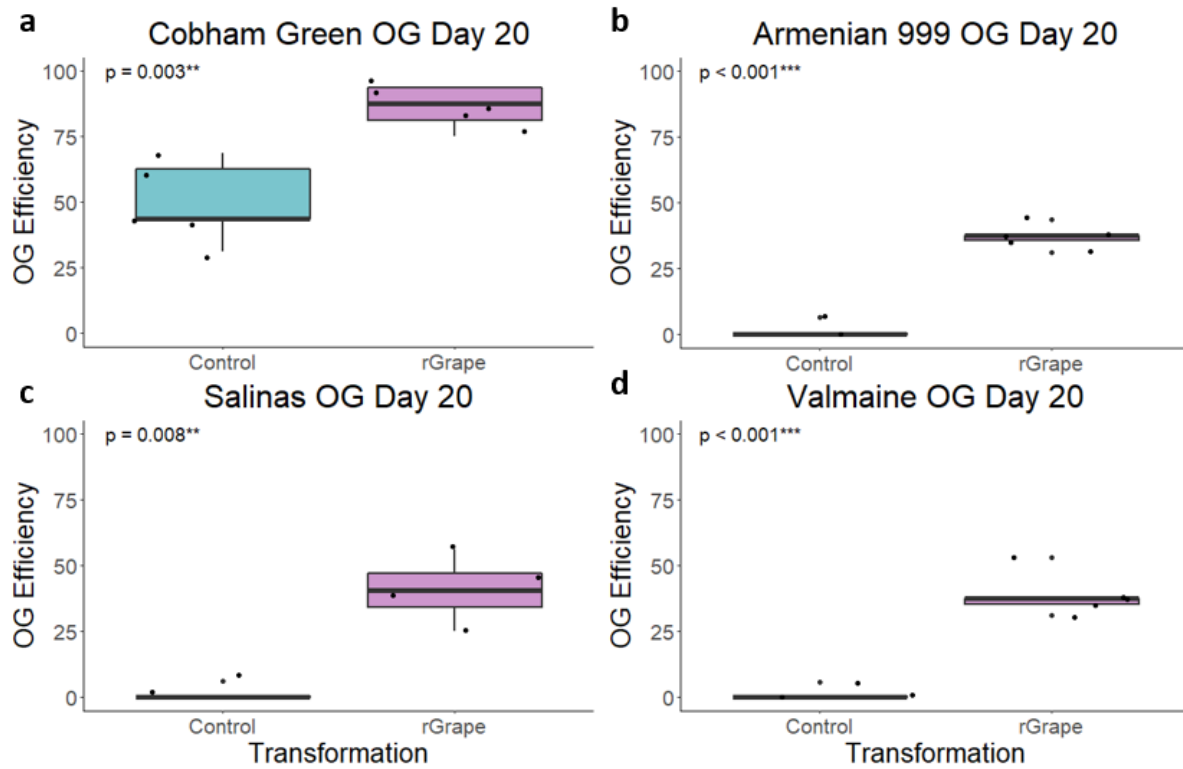 a
Cobham Green OG Day 20
p = 0.003**
100
75
50
25
0
OG Efficiency
Control
rGrape
b
Armenian 999 OG Day 20
p < 0.001***
100
75
50
25
0
OG Efficiency
Control
rGrape
c
Salinas OG Day 20
p = 0.008**
100
75
50
25
0
OG Efficiency
Control
rGrape
Transformation
d
Valmaine OG Day 20
p < 0.001***
100
75
50
25
0
OG Efficiency
Control
rGrape
Transformation